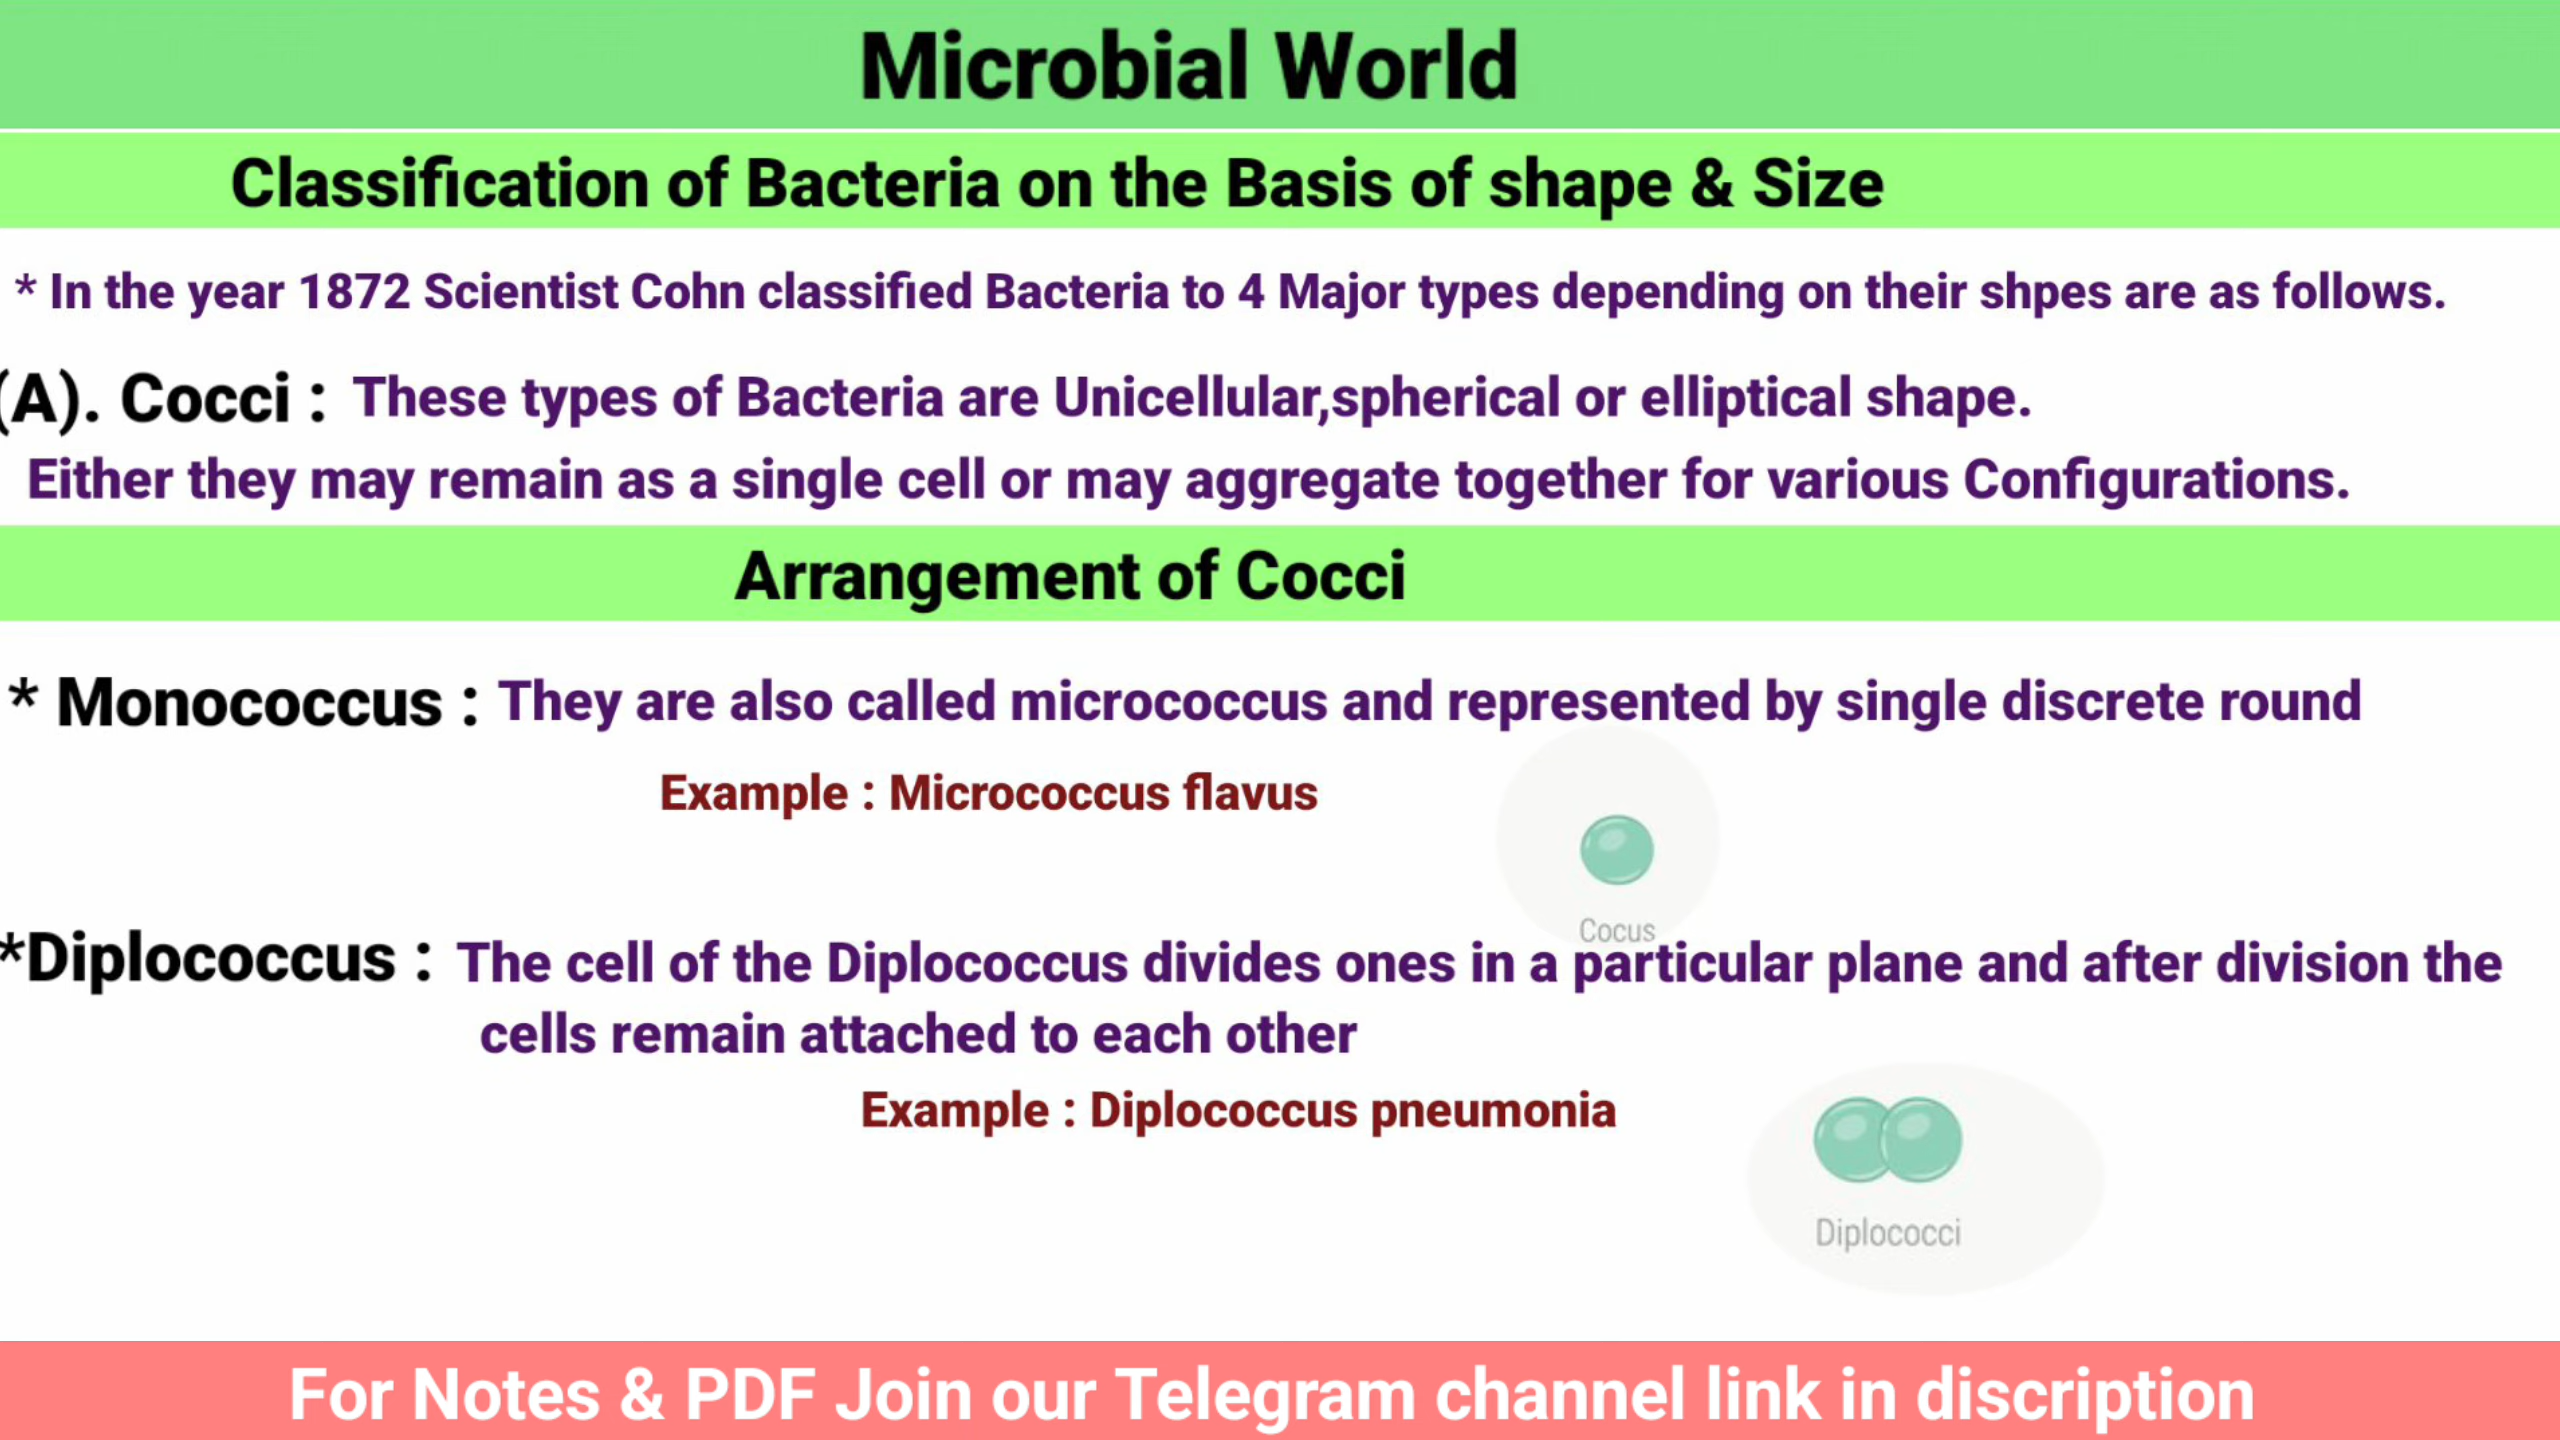 Microbial World
Classification of Bacteria on the Basis of shape & Size
* In the year 1872 Scientist Cohn classified Bacteria to 4 Major types depending on their shpes are as follows.
(A). Cocci : These types of Bacteria are Unicellular,spherical or elliptical shape.
Either they may remain as a single cell or may aggregate together for various Configurations.
Arrangement of Cocci
* Monococcus : They are also called micrococcus and represented by single discrete round
Example : Micrococcus flavus
Cocus
*Diplococcus : The cell of the Diplococcus divides ones in a particular plane and after division the
cells remain attached to each other
Example : Diplococcus pneumonia
Diplococci
For Notes & PDF Join our Telegram channel link in discription